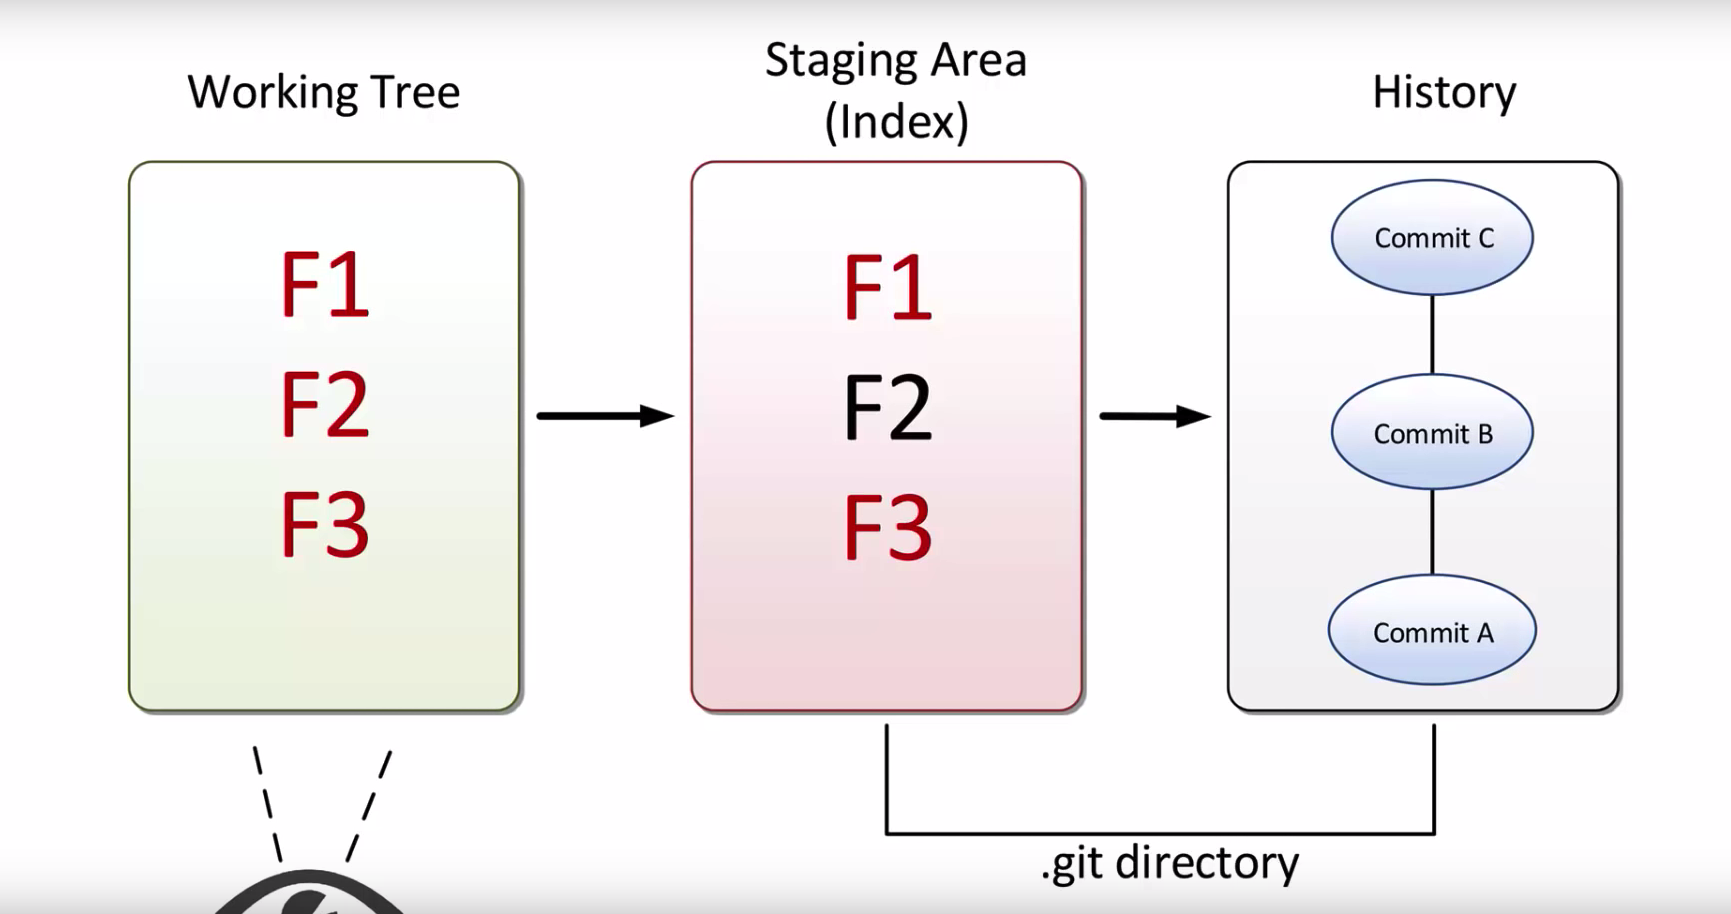 Working Tree
Staging Area
(Index)
History
F1
F2
F3
F1
F2
F3
Commit C
Commit B
Commit A
.git directory